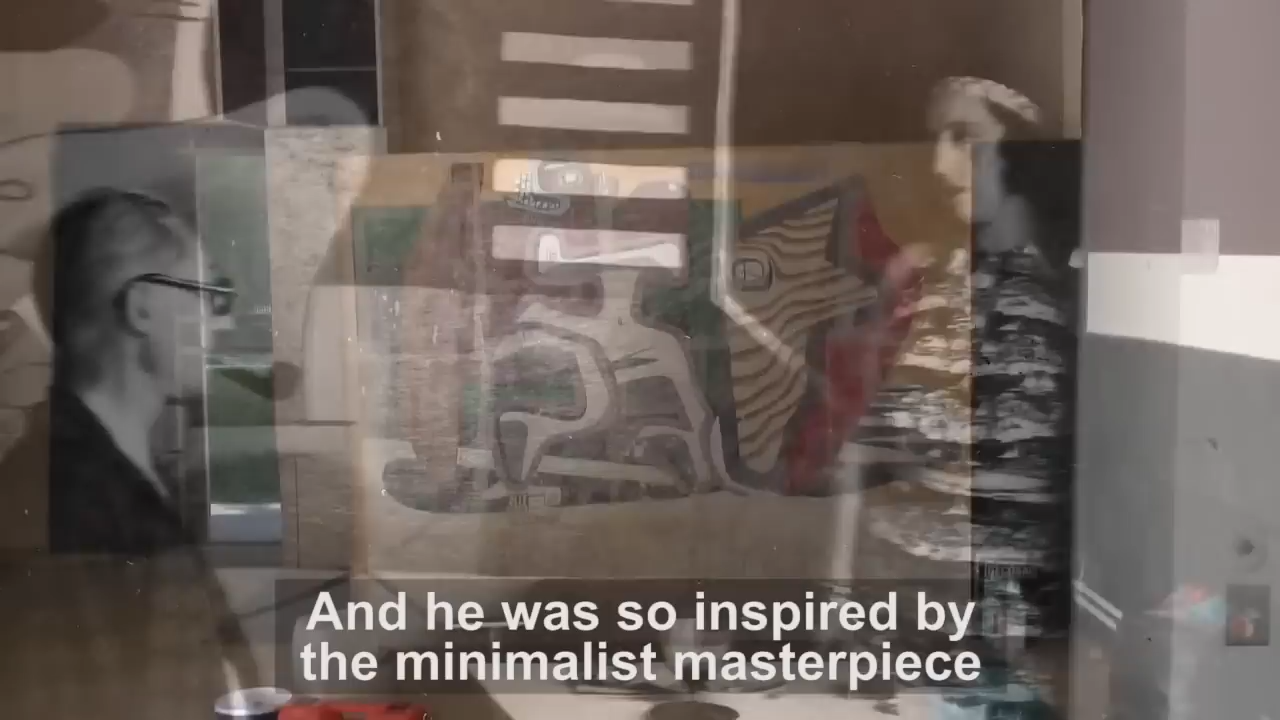 And he was so inspired by
the minimalist masterpiece